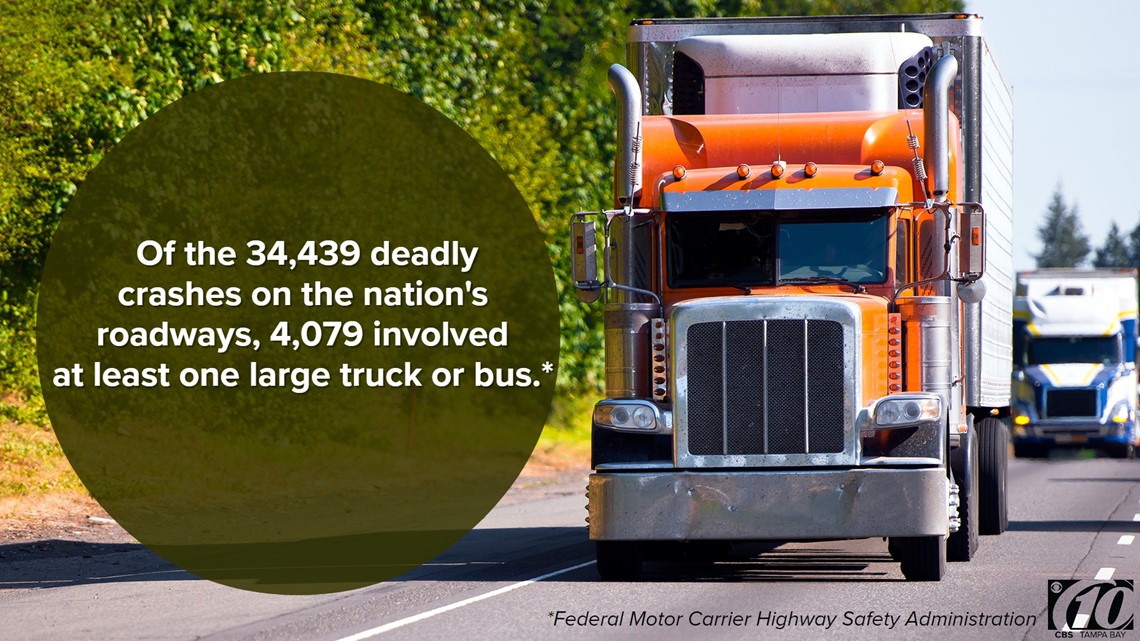 Of the 34,439 deadly
crashes on the nation's
roadways, 4,079 involved
at least one large truck or bus.*
*Federal Motor Carrier Highway Safety Administration
10
CBS TAMPA BAY